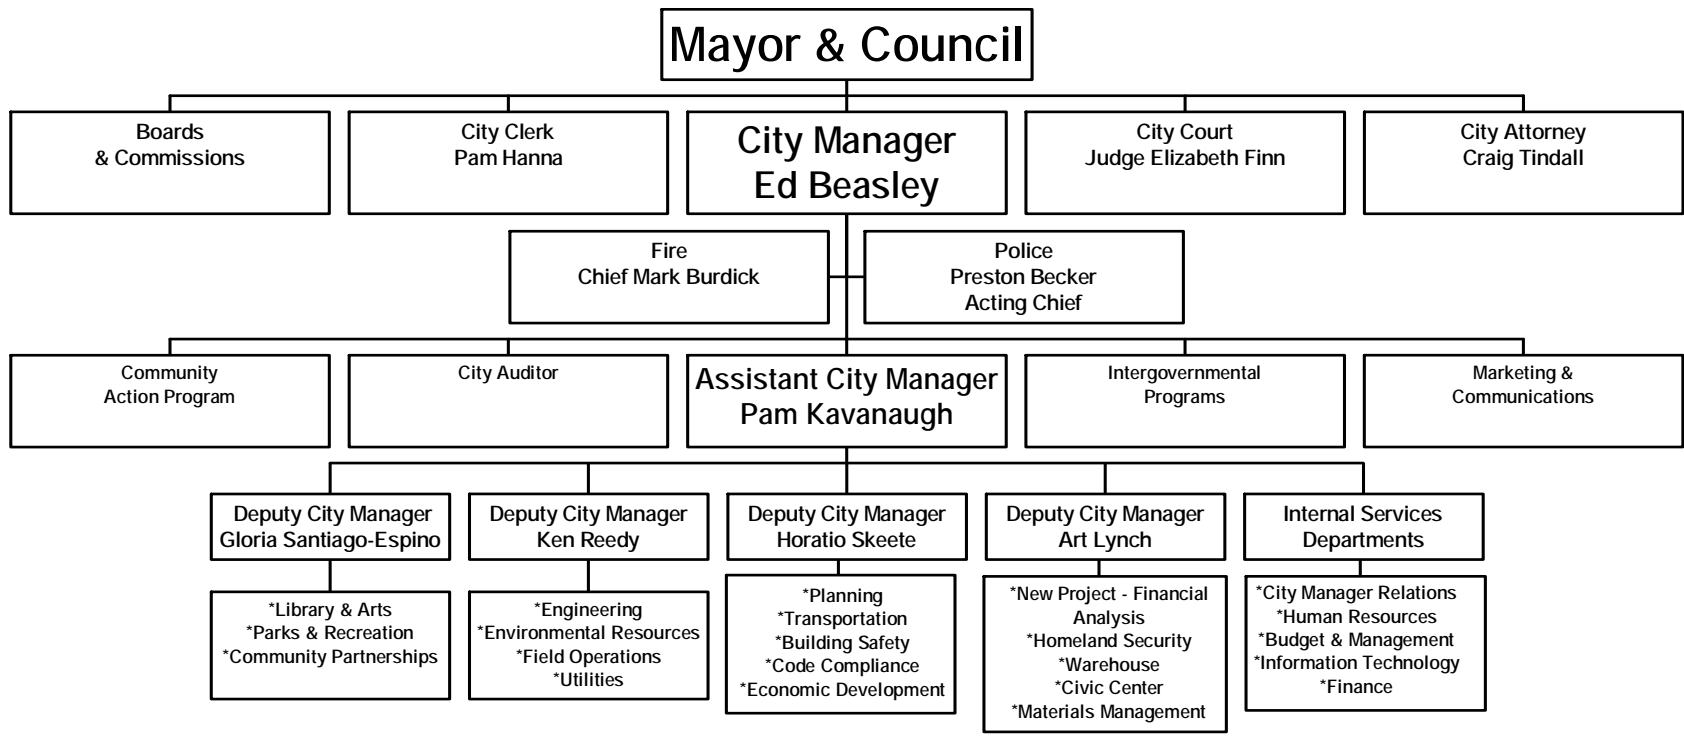 Mayor & Council
Boards
& Commissions
City Clerk
Pam Hanna
City Manager
Ed Beasley
City Court
Judge Elizabeth Finn
City Attorney
Craig Tindall
Fire
Chief Mark Burdick
Police
Preston Becker
Acting Chief
Community
Action Program
City Auditor
Assistant City Manager
Pam Kavanaugh
Intergovernmental
Programs
Marketing &
Communications
Deputy City Manager
Gloria Santiago-Espino
Deputy City Manager
Ken Reedy
Deputy City Manager
Horatio Skeete
Deputy City Manager
Art Lynch
Internal Services
Departments
*Library & Arts
*Parks & Recreation
*Community Partnerships
*Engineering
*Environmental Resources
*Field Operations
*Utilities
*Planning
*Transportation
*Building Safety
*Code Compliance
*Economic Development
*New Project - Financial
Analysis
*Homeland Security
*Warehouse
*Civic Center
*Materials Management
*City Manager Relations
*Human Resources
*Budget & Management
*Information Technology
*Finance